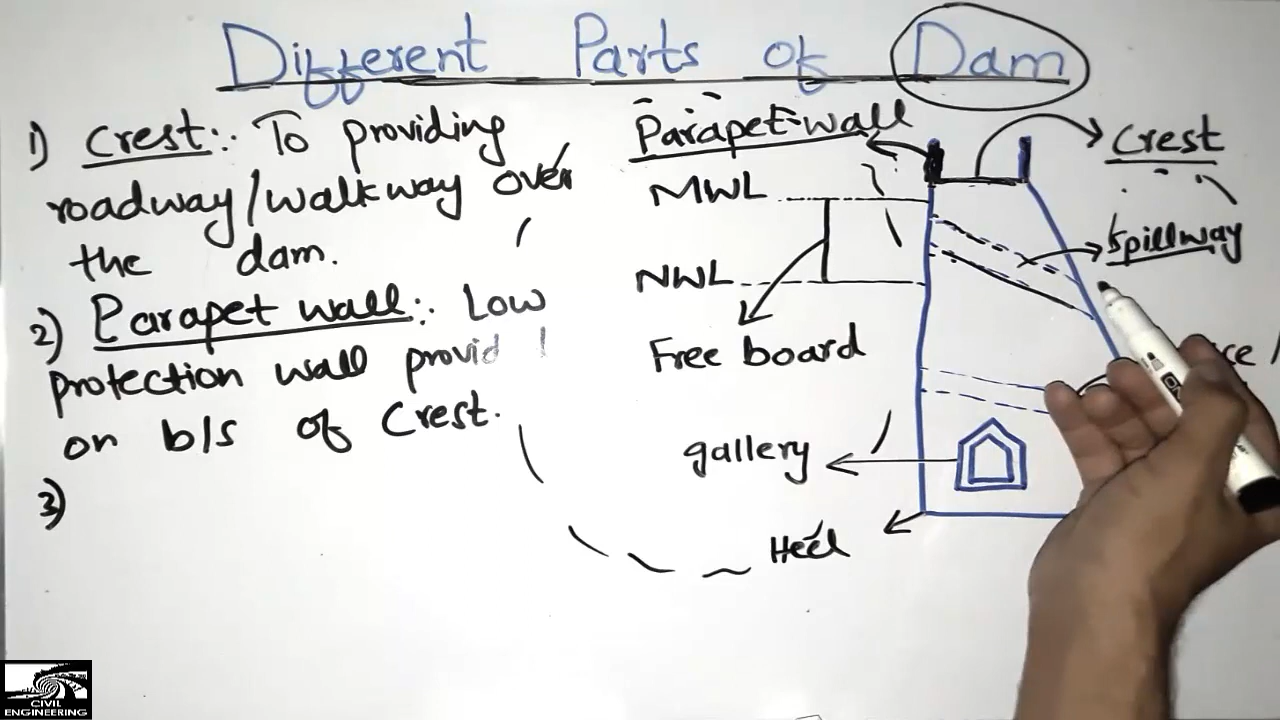 Different Parts of Dam
1) Crest:- To providing
roadway/walkway over
the dam.
2) Parapet wall:- Low
protection wall provid
on b/s of Crest.
3)
Parapet-wall
Crest
MWL
Spillway
NWL
Free board
gallery
Heel
CIVIL
ENGINEERING